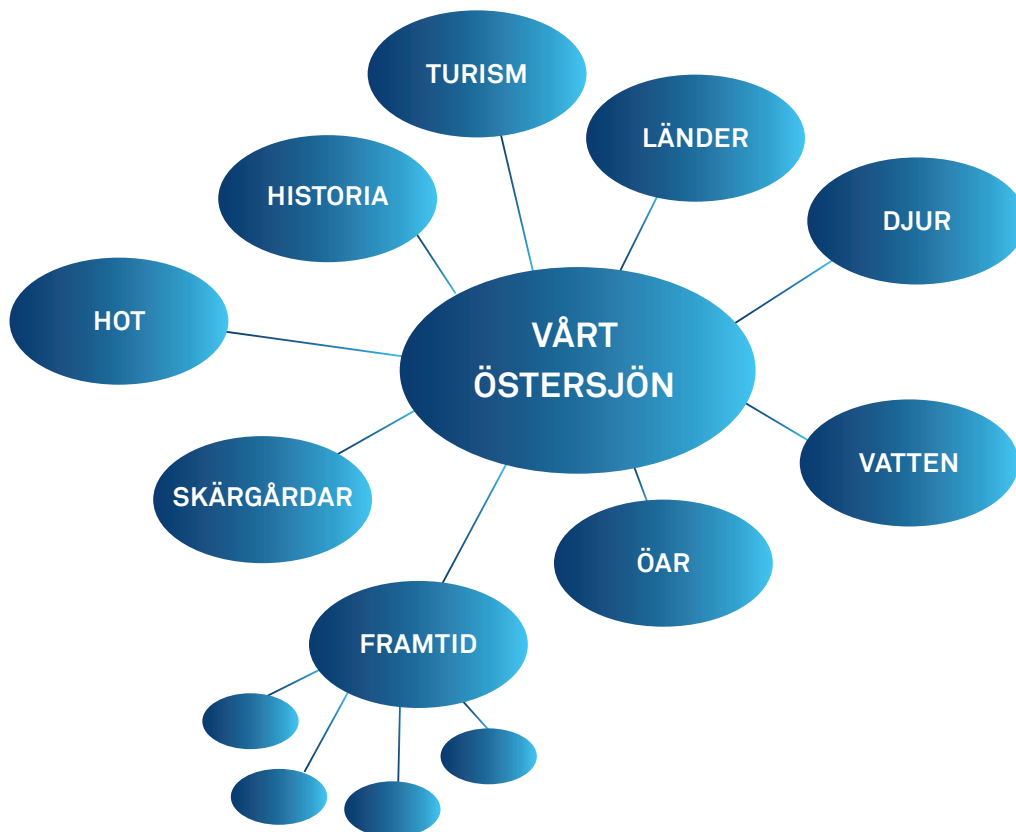 TURISM
LÄNDER
HISTORIA
DJUR
HOT
VÅRT
ÖSTERSJÖN
VATTEN
SKÄRGÅRDAR
ÖAR
FRAMTID